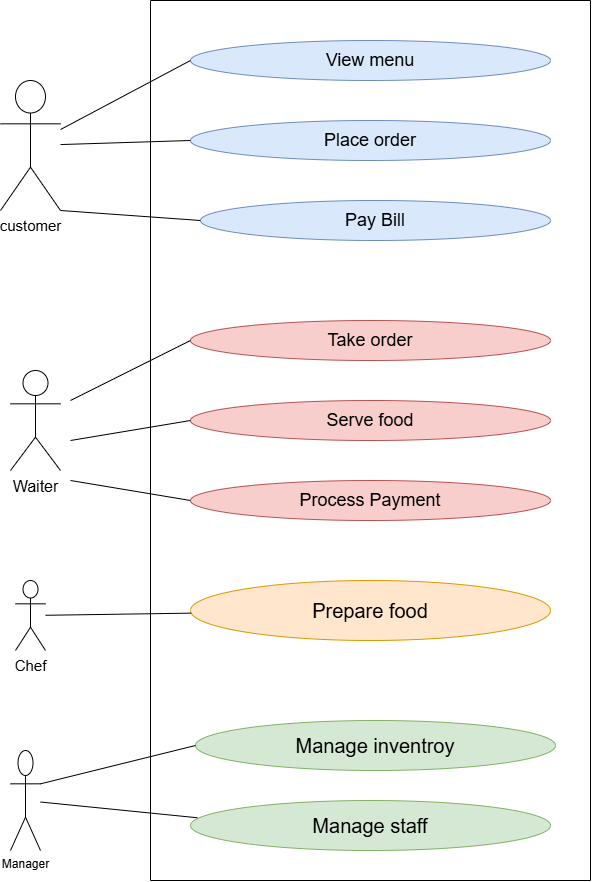 View menu
Place order
Pay Bill
customer
Take order
Serve food
Waiter
Process Payment
Prepare food
Chef
Manage inventroy
Manage staff
Manager